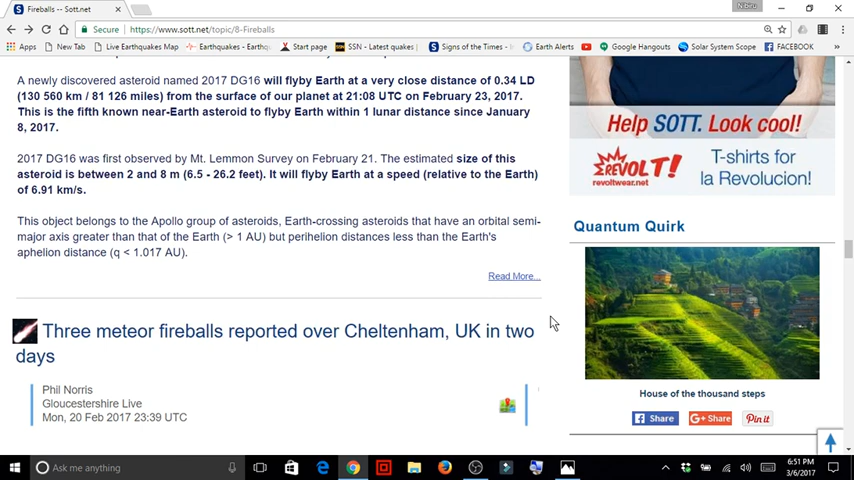 Fireballs -- Sott.net
Nibiru
Secure
https://www.sott.net/topic/8-Fireballs
Apps
New Tab
Live Earthquakes Map
Earthquakes - Earthq
Start page
SSN - Latest quakes |
Signs of the Times - T
Earth Alerts
Google Hangouts
Solar System Scope
FACEBOOK
A newly discovered asteroid named 2017 DG16 will flyby Earth at a very close distance of 0.34 LD
(130 560 km / 81 126 miles) from the surface of our planet at 21:08 UTC on February 23, 2017.
This is the fifth known near-Earth asteroid to flyby Earth within 1 lunar distance since January
8, 2017.
2017 DG16 was first observed by Mt. Lemmon Survey on February 21. The estimated size of this
asteroid is between 2 and 8 m (6.5 - 26.2 feet). It will flyby Earth at a speed (relative to the Earth)
of 6.91 km/s.
This object belongs to the Apollo group of asteroids, Earth-crossing asteroids that have an orbital semi-
major axis greater than that of the Earth (> 1 AU) but perihelion distances less than the Earth's
aphelion distance (q < 1.017 AU).
Read More...
Three meteor fireballs reported over Cheltenham, UK in two
days
Phil Norris
Gloucestershire Live
Mon, 20 Feb 2017 23:39 UTC
Help SOTT. Look cool!
REVOLT!
revoltwear.net
T-shirts for
la Revolucion!
Quantum Quirk
House of the thousand steps
Share
Share
Pin it
Ask me anything
6:51 PM
3/6/2017